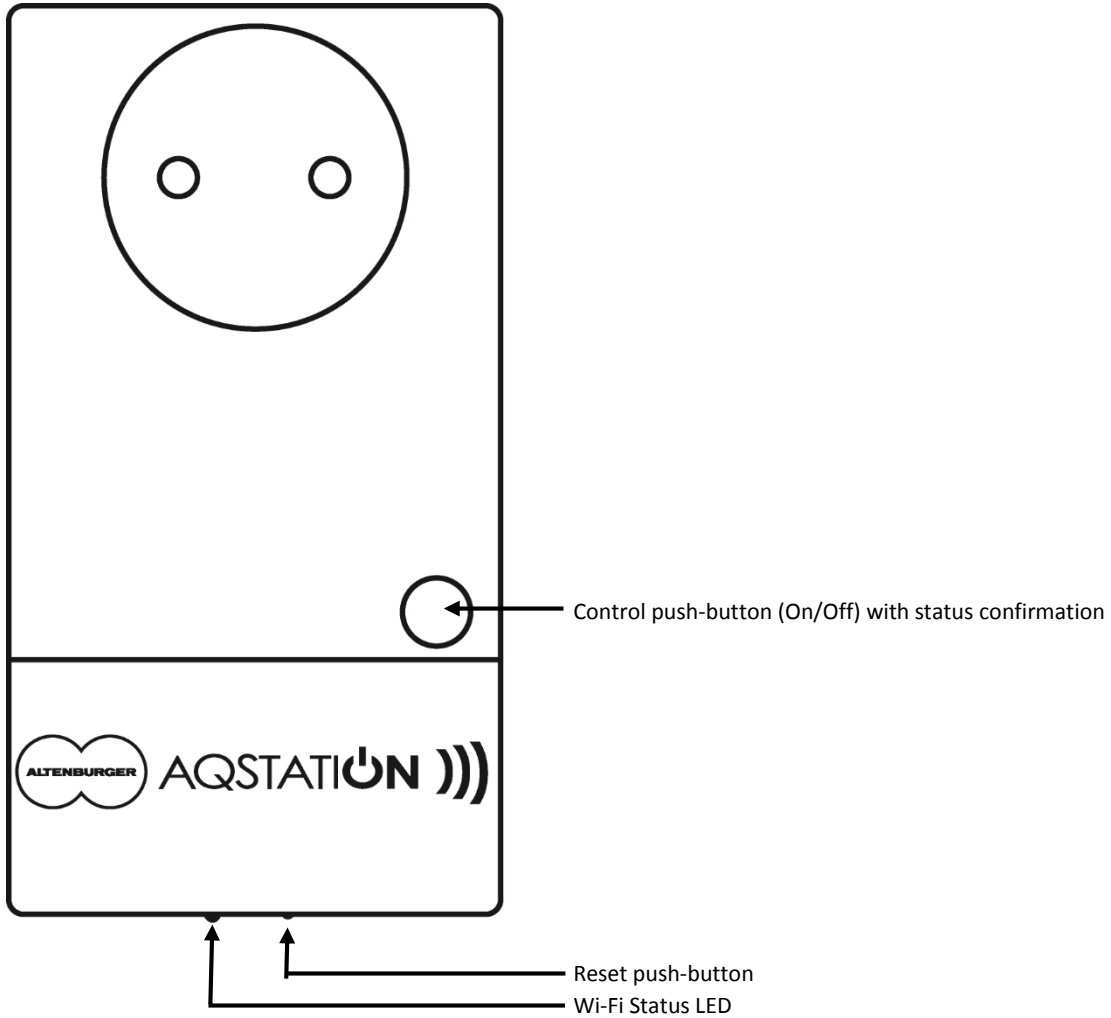 Control push-button (On/Off) with status confirmation
ALTENBURGER AQSTATION
Reset push-button
Wi-Fi Status LED